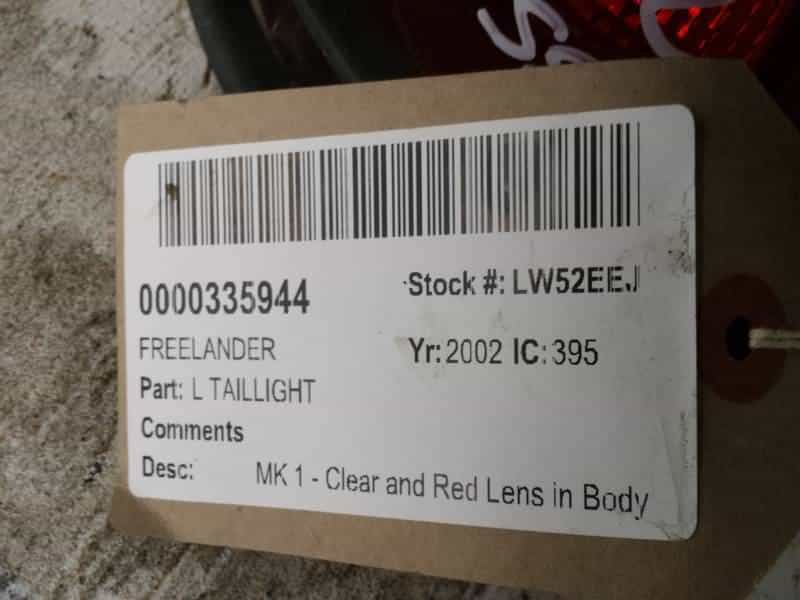 0000335944
Stock #: LW52EEJ
FREELANDER
Yr: 2002 IC: 395
Part: L TAILLIGHT
Comments
Desc: MK 1 - Clear and Red Lens in Body